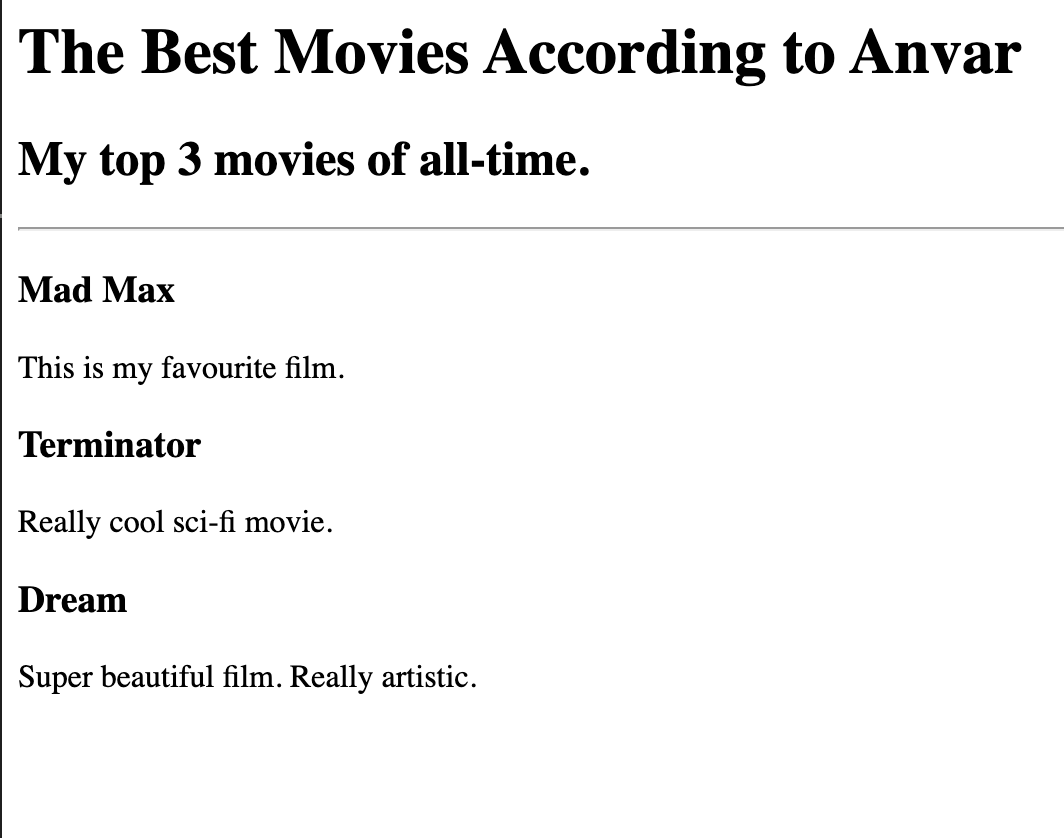 The Best Movies According to Anvar
My top 3 movies of all-time.
Mad Max
This is my favourite film.
Terminator
Really cool sci-fi movie.
Dream
Super beautiful film. Really artistic.